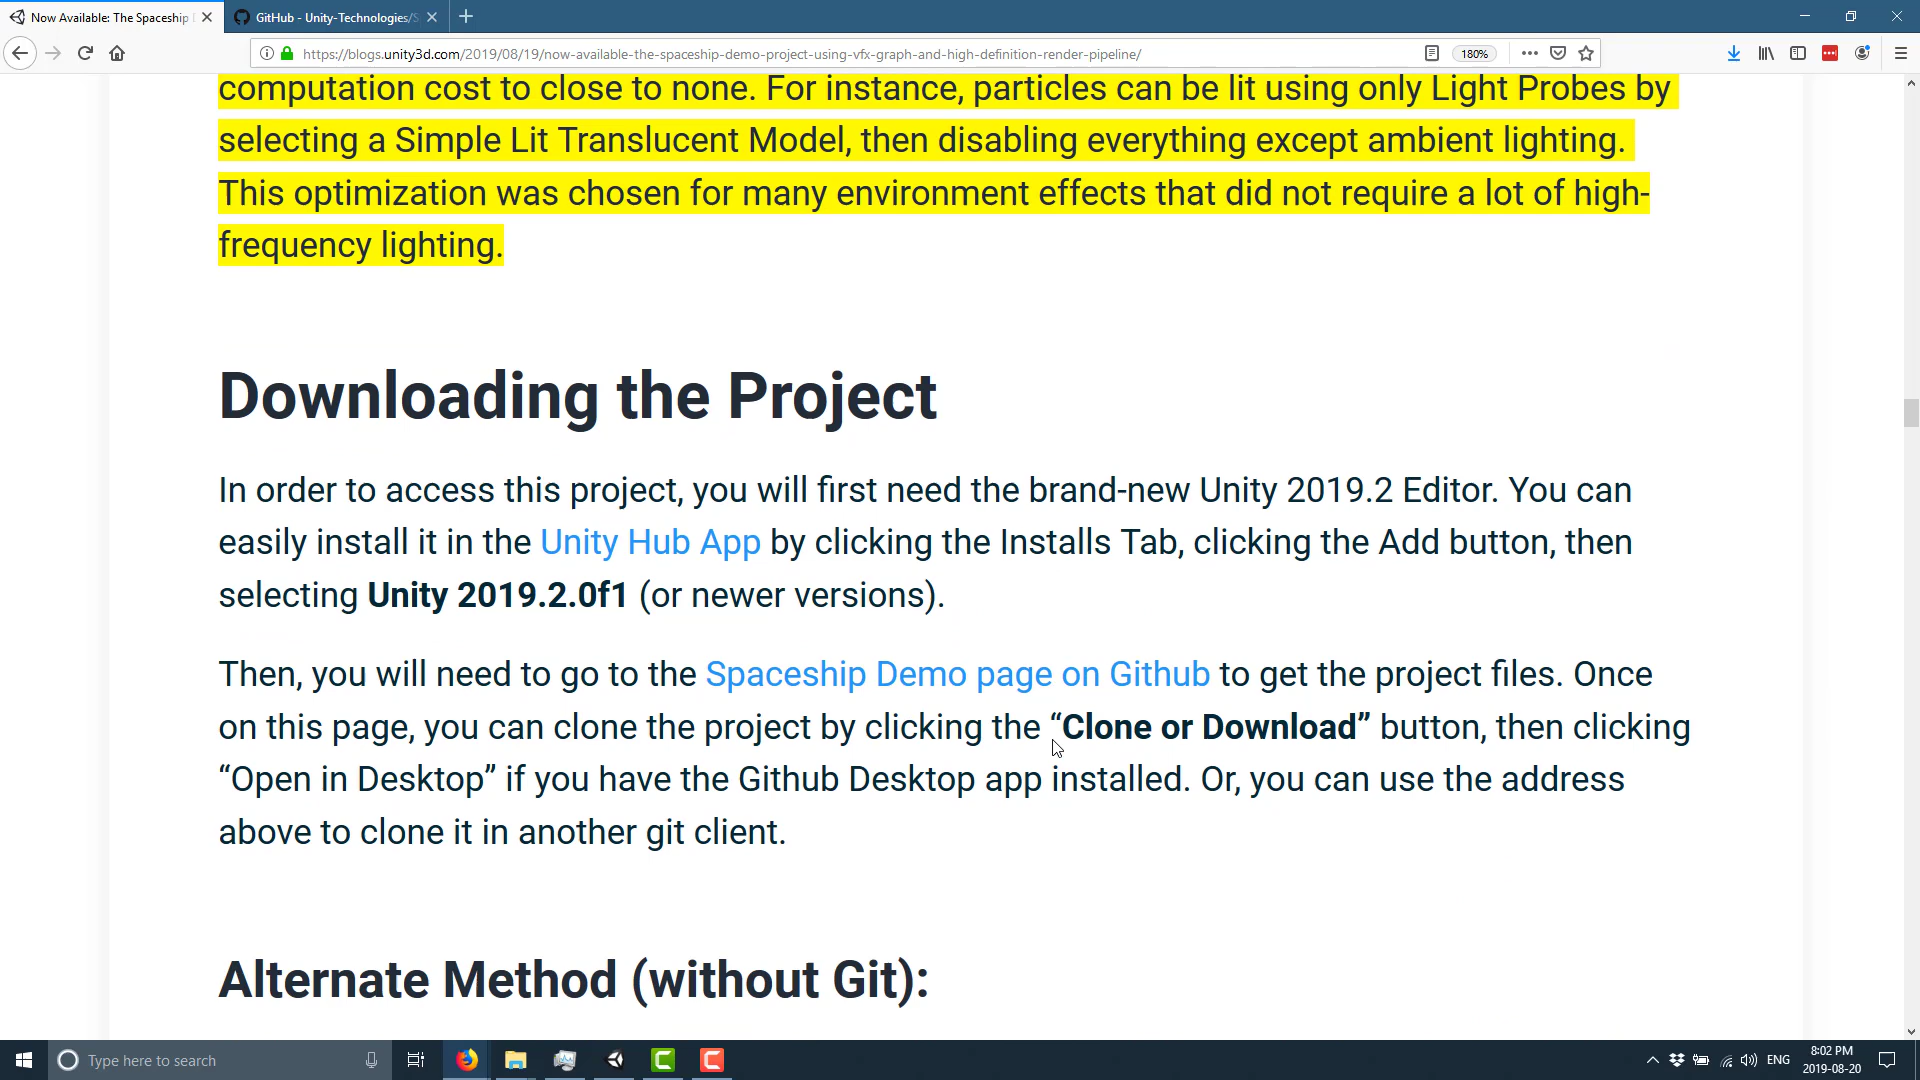 Now Available: The Spaceship
GitHub - Unity-Technologies/S
https://blogs.unity3d.com/2019/08/19/now-available-the-spaceship-demo-project-using-vfx-graph-and-high-definition-render-pipeline/
180%
computation cost to close to none. For instance, particles can be lit using only Light Probes by
selecting a Simple Lit Translucent Model, then disabling everything except ambient lighting.
This optimization was chosen for many environment effects that did not require a lot of high-
frequency lighting.
Downloading the Project
In order to access this project, you will first need the brand-new Unity 2019.2 Editor. You can
easily install it in the Unity Hub App by clicking the Installs Tab, clicking the Add button, then
selecting Unity 2019.2.0f1 (or newer versions).
Then, you will need to go to the Spaceship Demo page on Github to get the project files. Once
on this page, you can clone the project by clicking the “Clone or Download” button, then clicking
“Open in Desktop” if you have the Github Desktop app installed. Or, you can use the address
above to clone it in another git client.
Alternate Method (without Git):
Type here to search
ENG
8:02 PM
2019-08-20